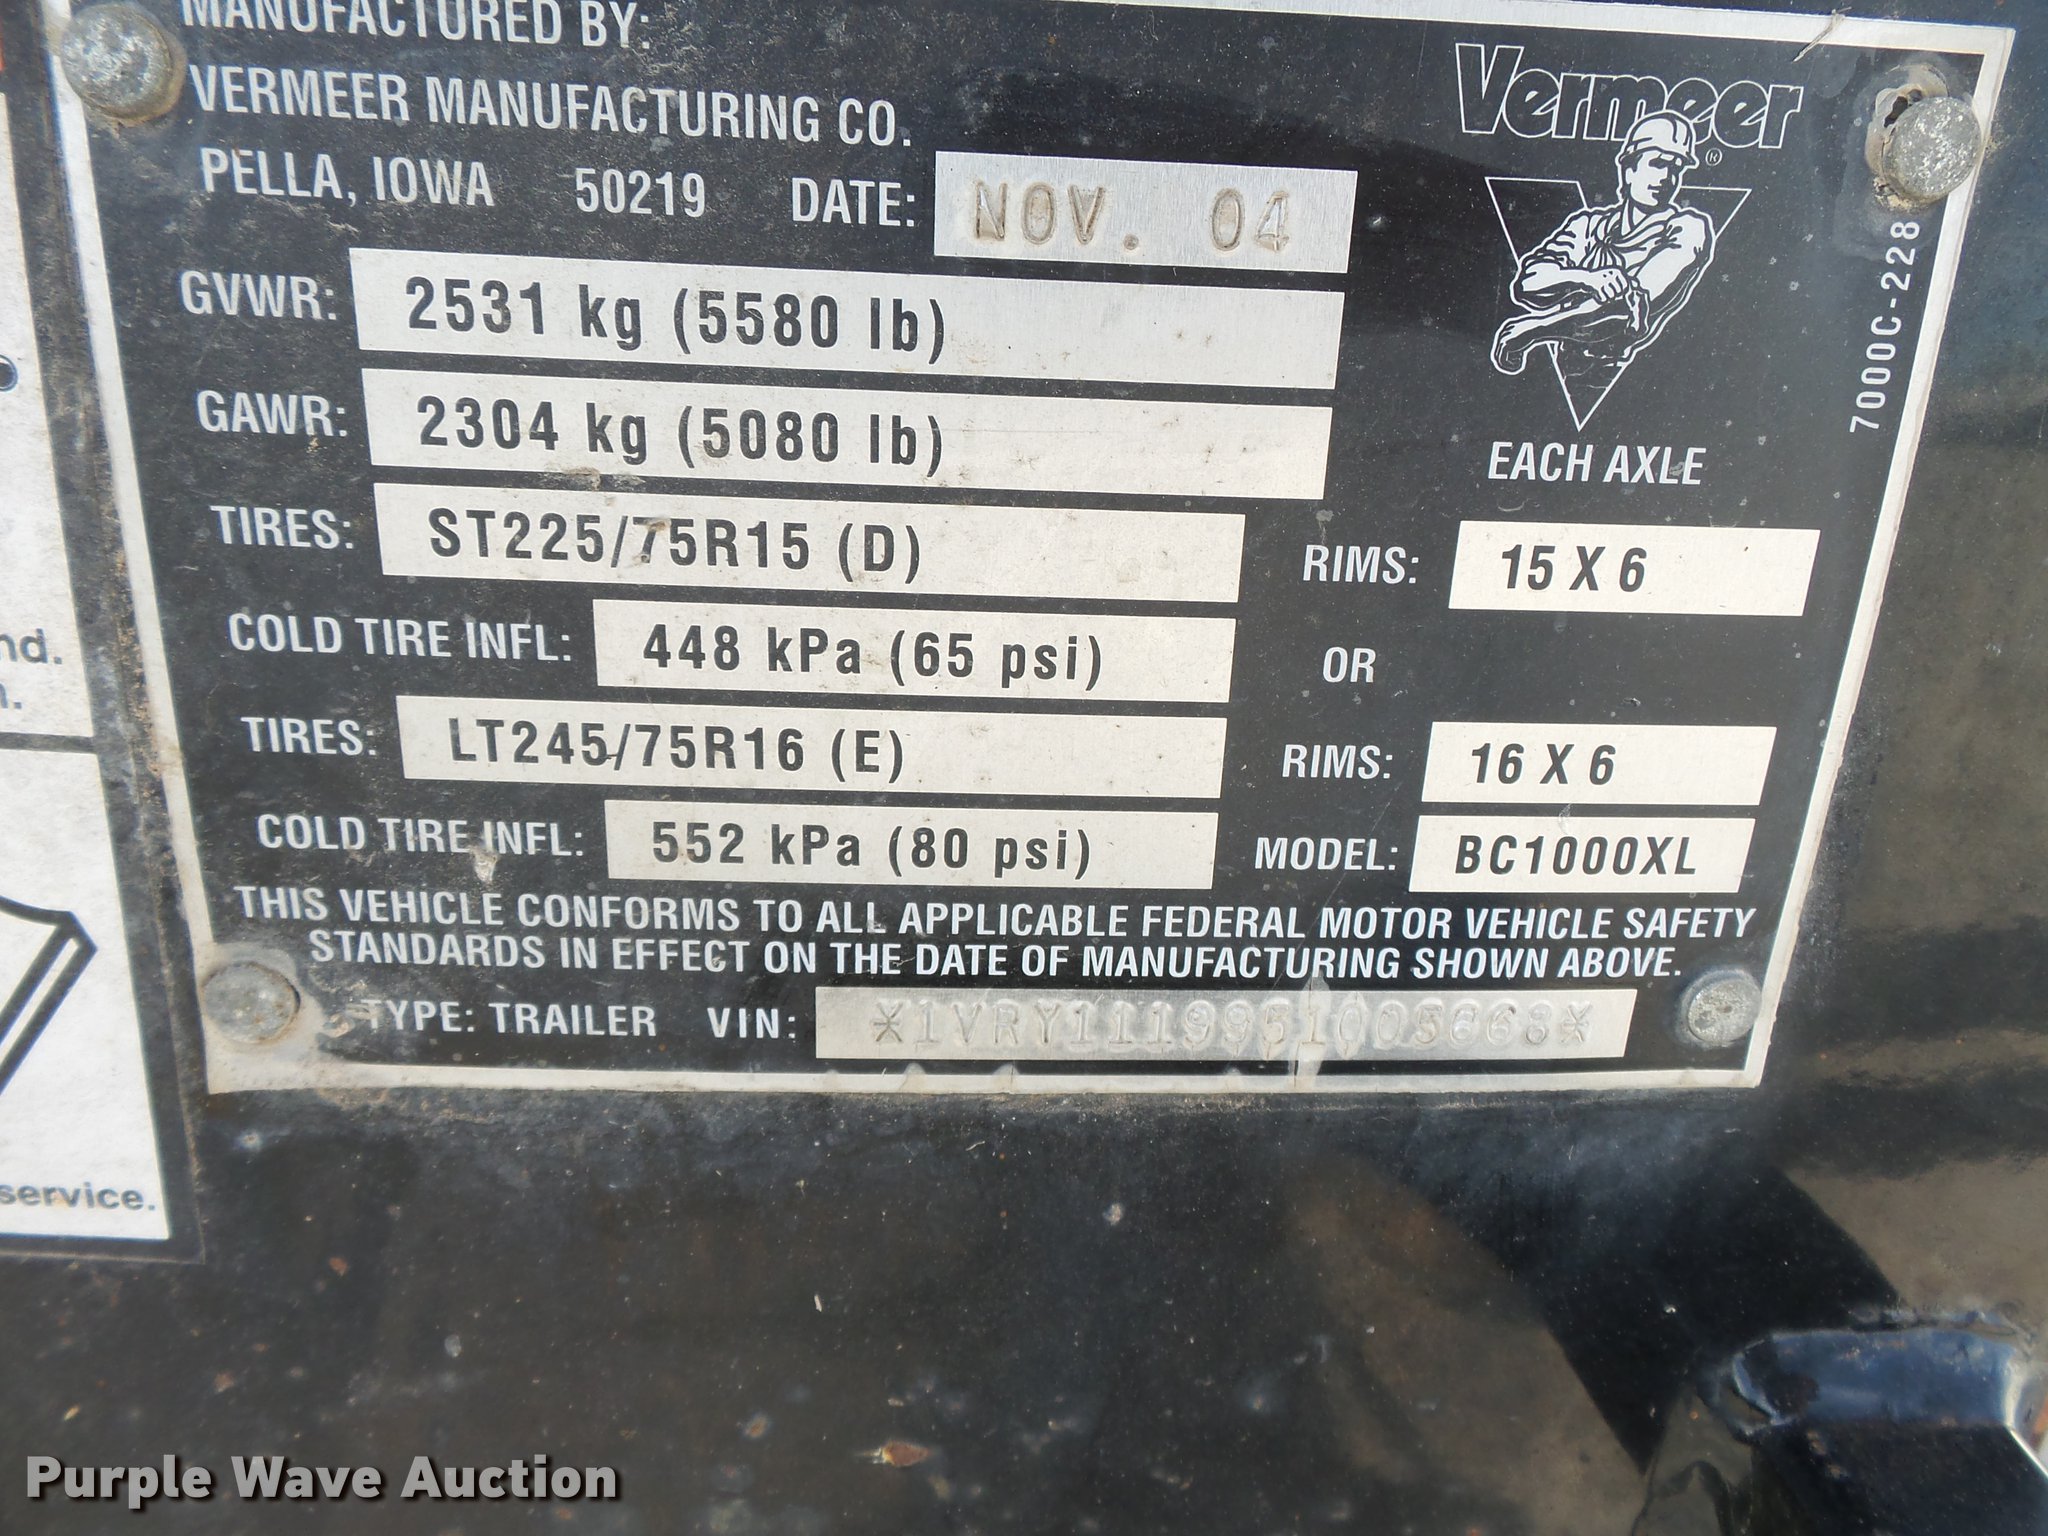 MANUFACTURED BY:
VERMEER MANUFACTURING CO.
PELLA, IOWA 50219 DATE: NOV. 04
Vermeer®
GVWR: 2531 kg (5580 lb)
GAWR: 2304 kg (5080 lb) EACH AXLE
7000C-228
TIRES: ST225/75R15 (D) RIMS: 15 X 6
COLD TIRE INFL: 448 kPa (65 psi) OR
TIRES: LT245/75R16 (E) RIMS: 16 X 6
COLD TIRE INFL: 552 kPa (80 psi) MODEL: BC1000XL
THIS VEHICLE CONFORMS TO ALL APPLICABLE FEDERAL MOTOR VEHICLE SAFETY
STANDARDS IN EFFECT ON THE DATE OF MANUFACTURING SHOWN ABOVE.
TYPE: TRAILER VIN:
service.
Purple Wave Auction